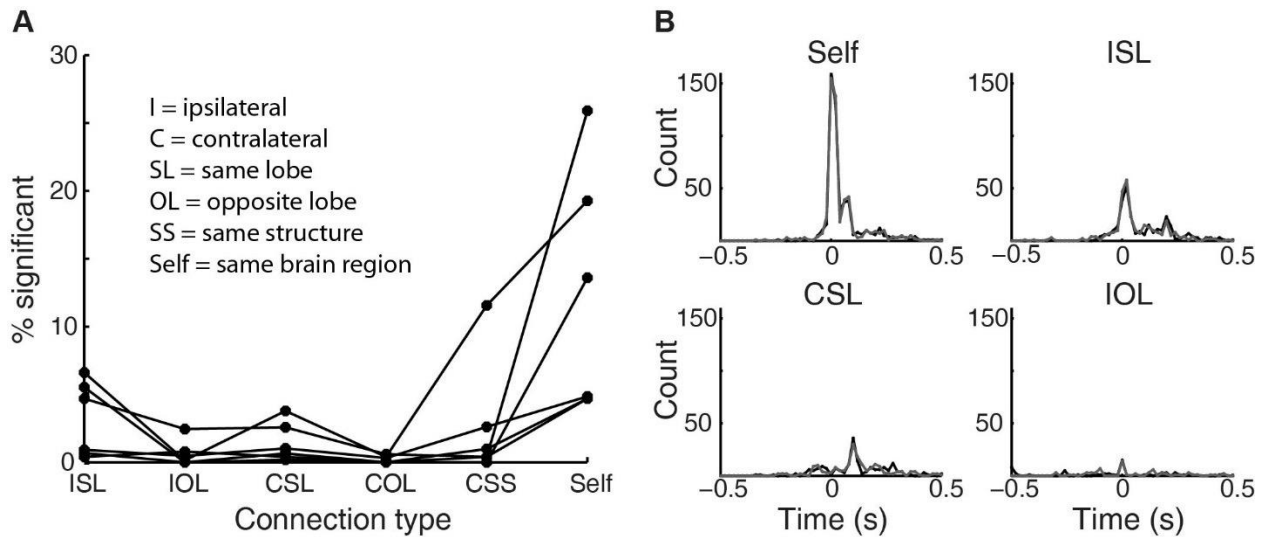 A
30
20
10
0
% significant
I = ipsilateral
C = contralateral
SL = same lobe
OL = opposite lobe
SS = same structure
Self = same brain region
ISL IOL CSL COL CSS Self
Connection type
B
Self
150
50
Count
−0.5 0 0.5
ISL
150
50
Count
−0.5 0 0.5
CSL
150
50
Count
−0.5 0 0.5
Time (s)
IOL
150
50
Count
−0.5 0 0.5
Time (s)